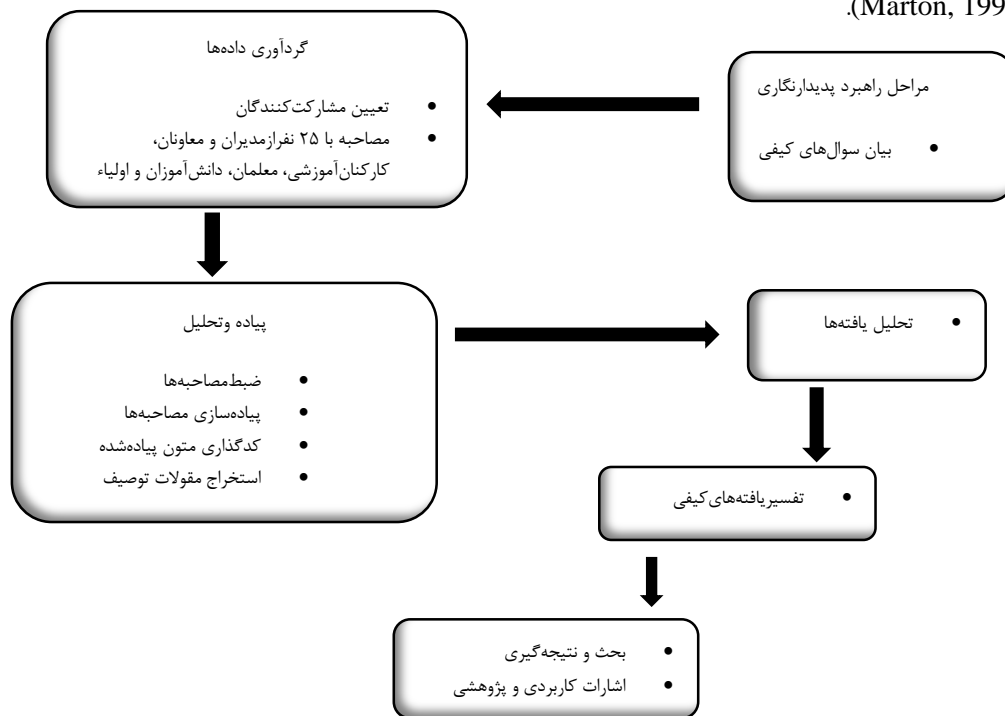 .(Marton, 199
مراحل راهبرد پدیدارنگاری
• بیان سوال‌های کیفی
گردآوری داده‌ها
• تعیین مشارکت‌کنندگان
• مصاحبه با ۲۵ نفرازمدیران و معاونان،
کارکنان‌آموزشی، معلمان، دانش‌آموزان و اولیاء
پیاده وتحلیل
• ضبط‌مصاحبه‌ها
• پیاده‌سازی مصاحبه‌ها
• کدگذاری متون پیاده‌شده
• استخراج مقولات توصیف
• تحلیل یافته‌ها
• تفسیریافته‌های‌کیفی
• بحث و نتیجه‌گیری
• اشارات کاربردی و پژوهشی